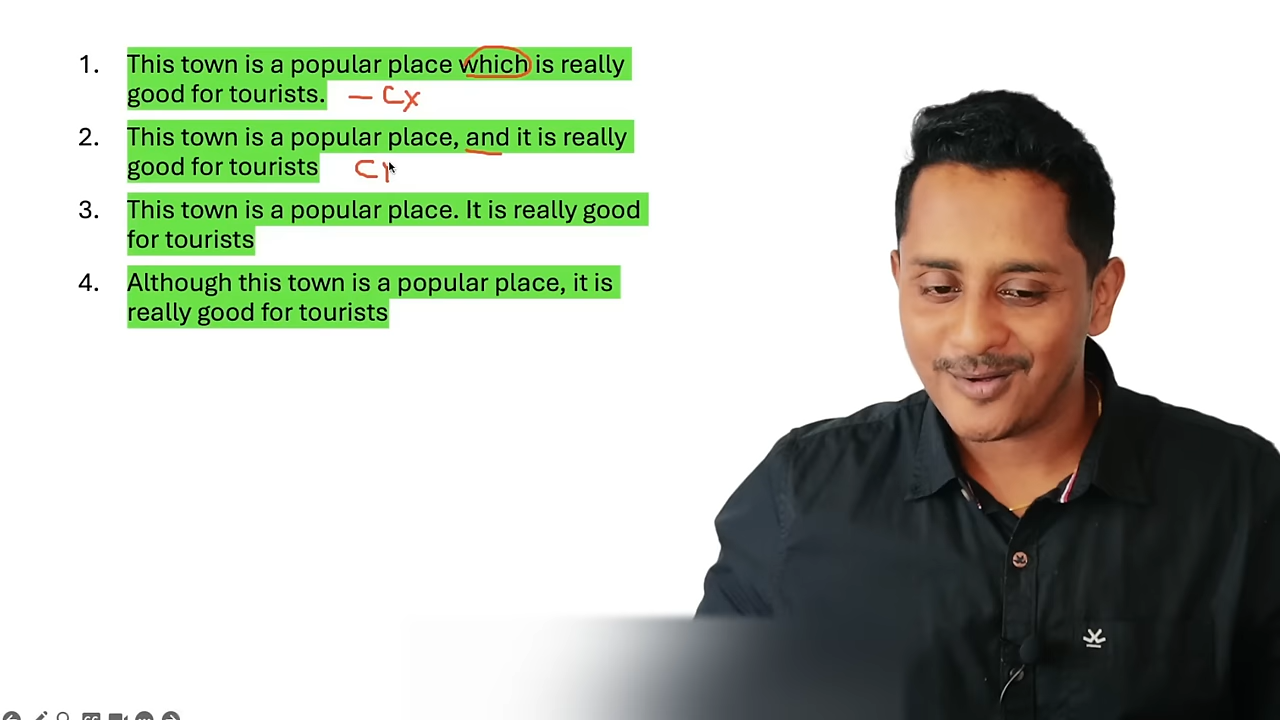 1. This town is a popular place which is really
good for tourists. — Cx
2. This town is a popular place, and it is really
good for tourists
3. This town is a popular place. It is really good
for tourists
4. Although this town is a popular place, it is
really good for tourists